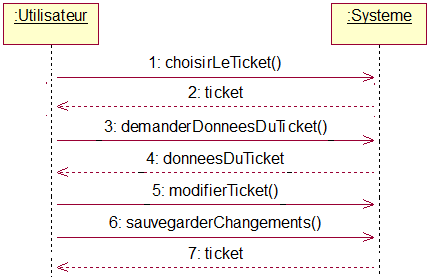 :Utilisateur
:Systeme
1: choisirLeTicket()
2: ticket
3: demanderDonneesDuTicket()
4: donneesDuTicket
5: modifierTicket()
6: sauvegarderChangements()
7: ticket